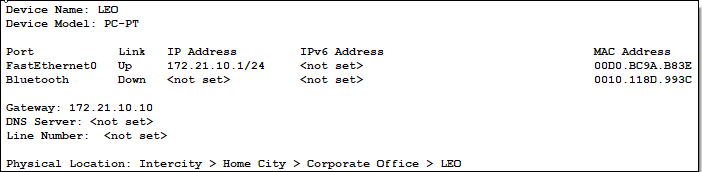 Device Name: LEO
Device Model: PC-PT
Port Link IP Address IPv6 Address MAC Address
FastEthernet0 Up 172.21.10.1/24 <not set> 00D0.BC9A.B83E
Bluetooth Down <not set> <not set> 0010.118D.993C
Gateway: 172.21.10.10
DNS Server: <not set>
Line Number: <not set>
Physical Location: Intercity > Home City > Corporate Office > LEO